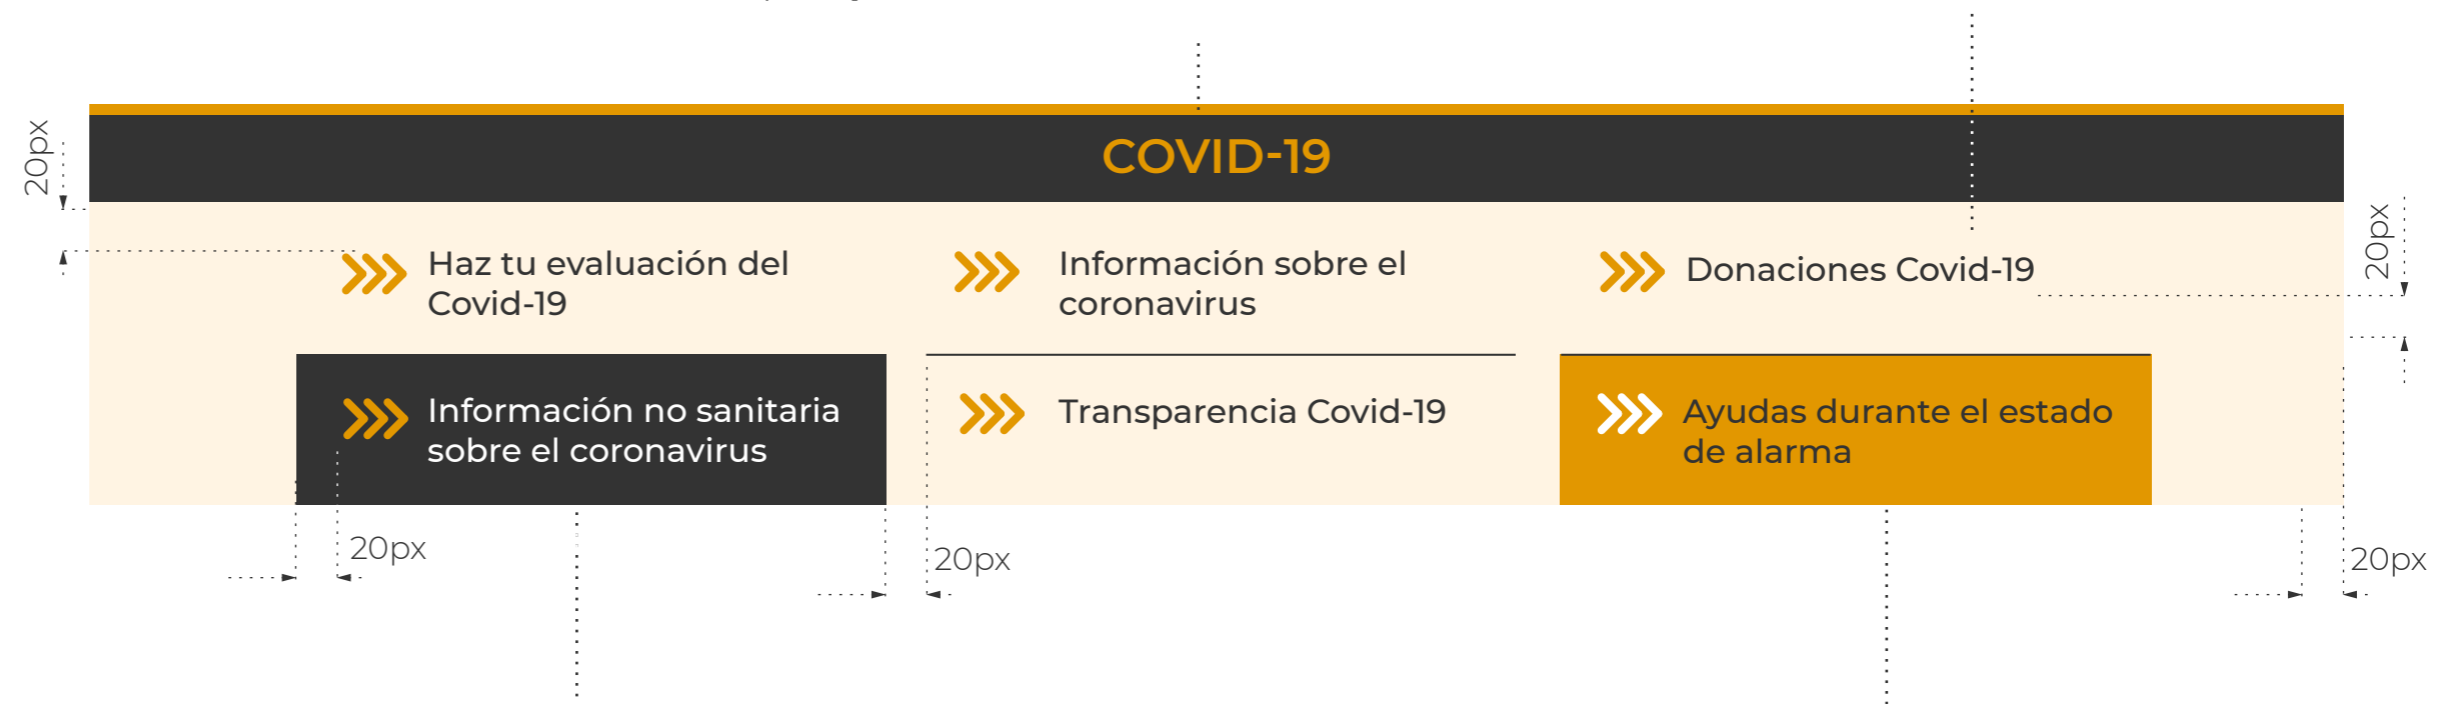 20px
COVID-19
20px
Haz tu evaluación del
Covid-19
Información sobre el
coronavirus
Donaciones Covid-19
Información no sanitaria
sobre el coronavirus
Transparencia Covid-19
Ayudas durante el estado
de alarma
20px
20px
20px